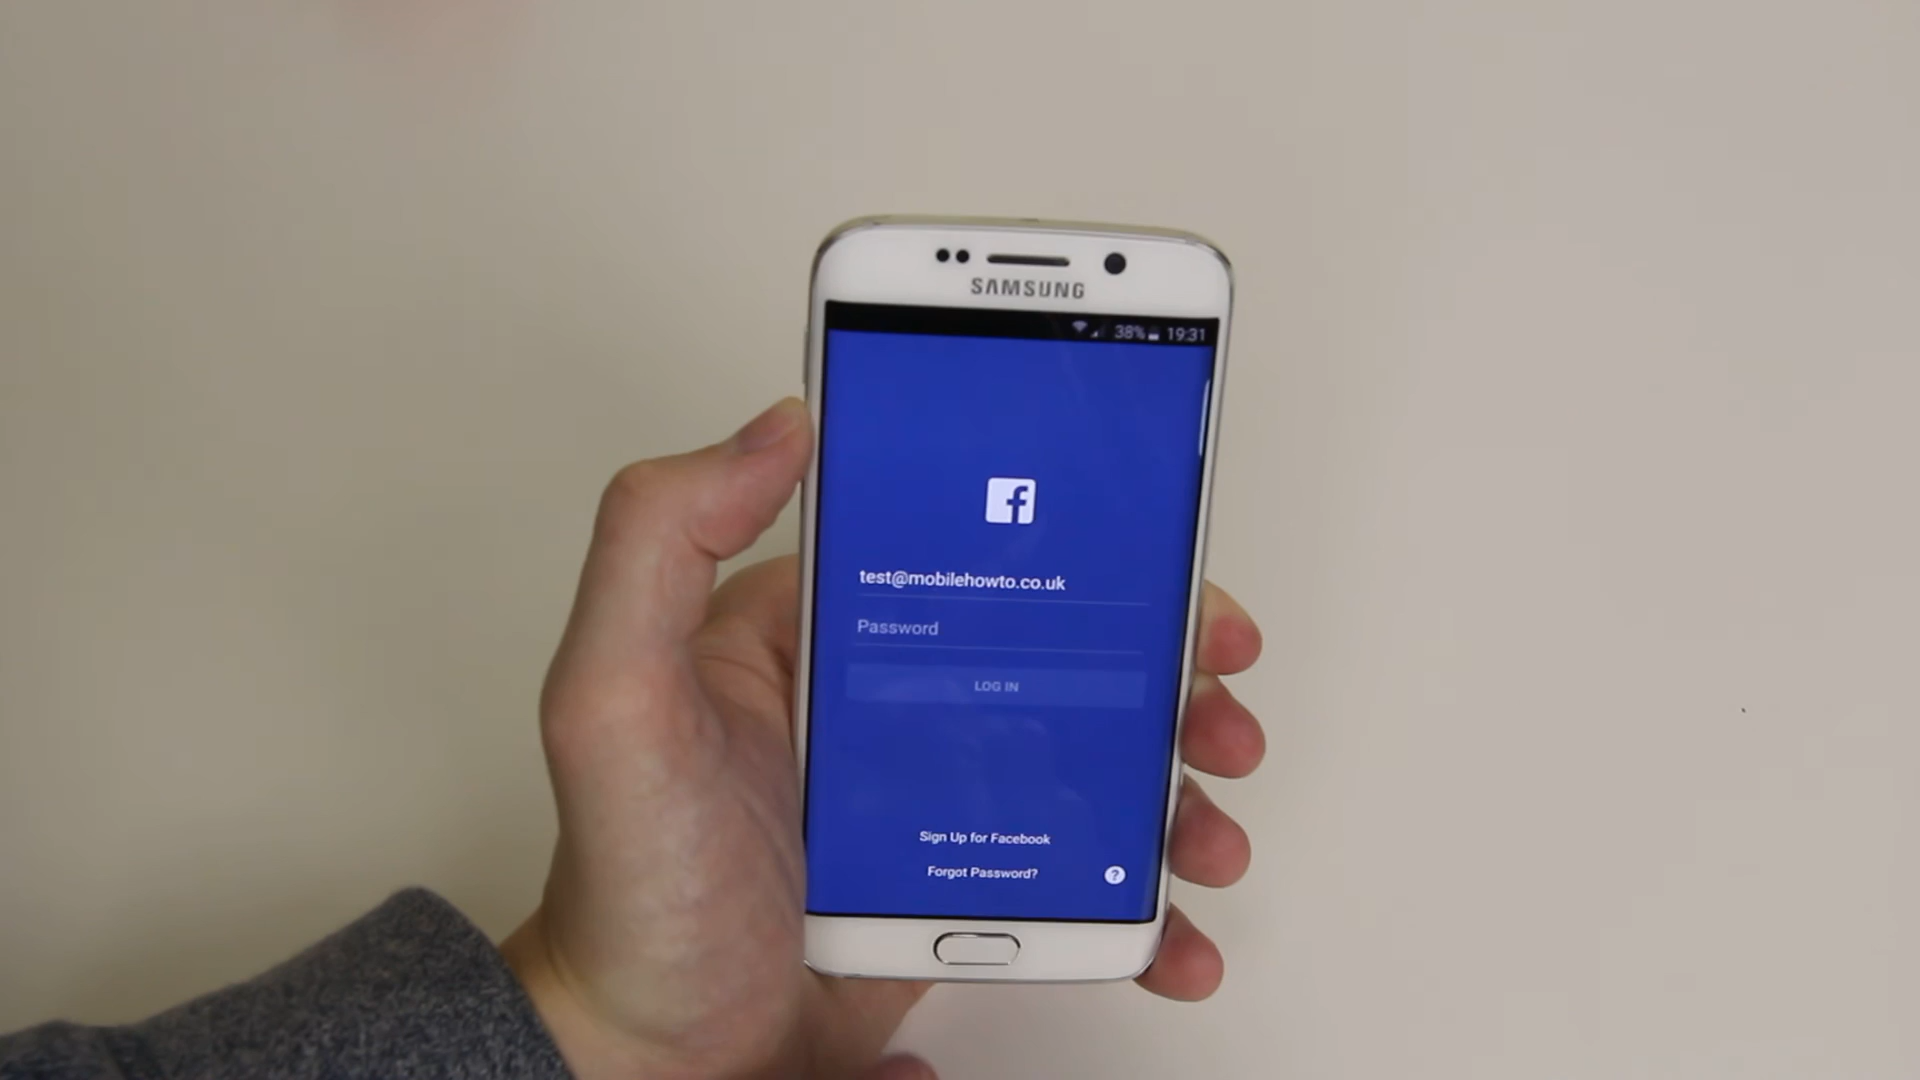 SAMSUNG
38% 19:31
f
test@mobilehowto.co.uk
Password
LOG IN
Sign Up for Facebook
Forgot Password?
?